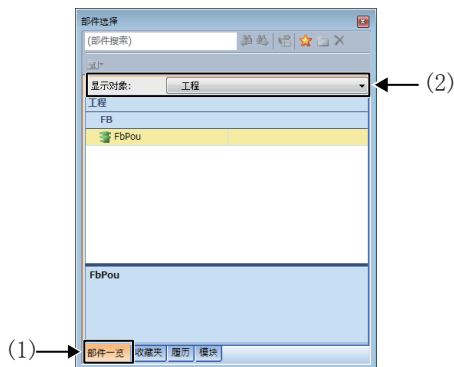 部件选择
(部件搜索)
显示对象: 工程
(2)
工程
FB
FbPou
FbPou
(1)
部件一览 收藏夹 履历 模块